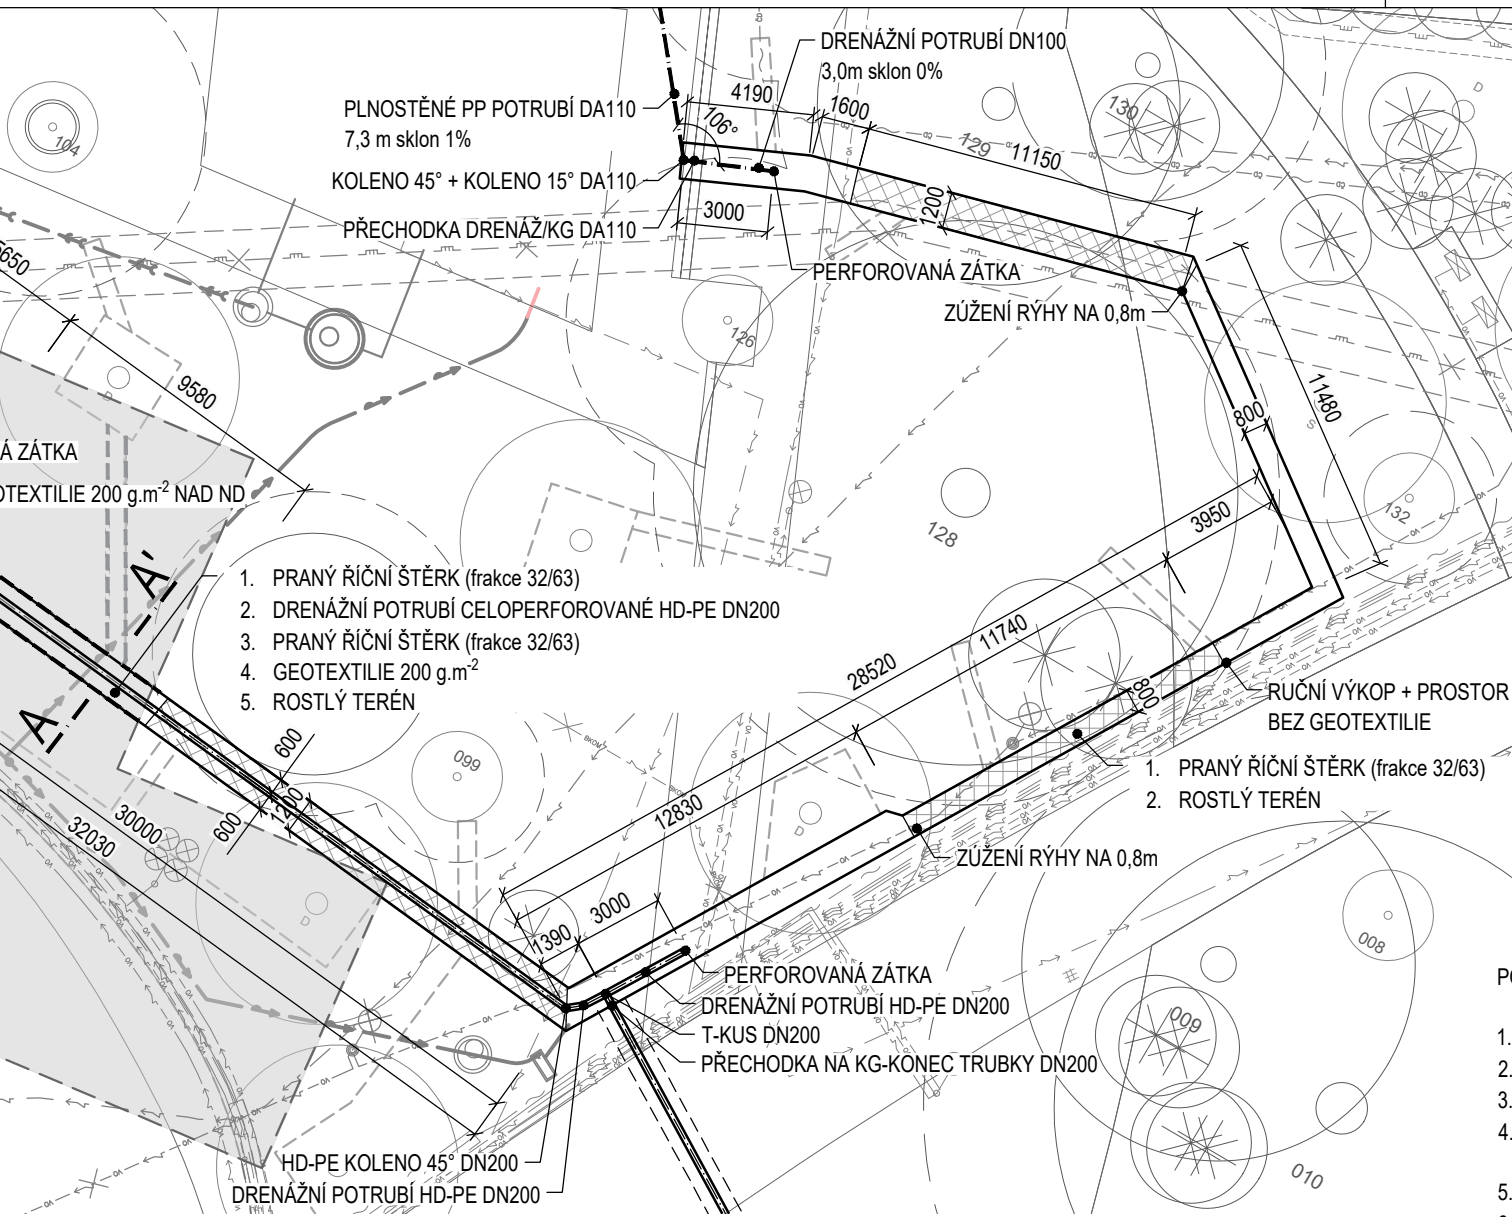 DRENÁŽNÍ POTRUBÍ DN100
3,0m sklon 0%
PLNOSTĚNÉ PP POTRUBÍ DA110
7,3 m sklon 1%
4190
1600
106°
KOLENO 45° + KOLENO 15° DA110
PŘECHODKA DRENÁŽ/KG DA110
3000
11150
1200
PERFOROVANÁ ZÁTKA
ZÚŽENÍ RÝHY NA 0,8m
104
130
129
126
128
132
5650
9580
11480
800
3950
Á ZÁTKA
OTEXTILIE 200 g.m-2 NAD ND
A'
A
1. PRANÝ ŘÍČNÍ ŠTĚRK (frakce 32/63)
2. DRENÁŽNÍ POTRUBÍ CELOPERFOROVANÉ HD-PE DN200
3. PRANÝ ŘÍČNÍ ŠTĚRK (frakce 32/63)
4. GEOTEXTILIE 200 g.m-2
5. ROSTLÝ TERÉN
28520
11740
800
RUČNÍ VÝKOP + PROSTOR
BEZ GEOTEXTILIE
1. PRANÝ ŘÍČNÍ ŠTĚRK (frakce 32/63)
2. ROSTLÝ TERÉN
ZÚŽENÍ RÝHY NA 0,8m
600
1200
600
099
12830
30000
32030
3000
1390
PERFOROVANÁ ZÁTKA
DRENÁŽNÍ POTRUBÍ HD-PE DN200
T-KUS DN200
PŘECHODKA NA KG-KONEC TRUBKY DN200
HD-PE KOLENO 45° DN200
DRENÁŽNÍ POTRUBÍ HD-PE DN200
008
009
010
1.
2.
3.
4.
5.